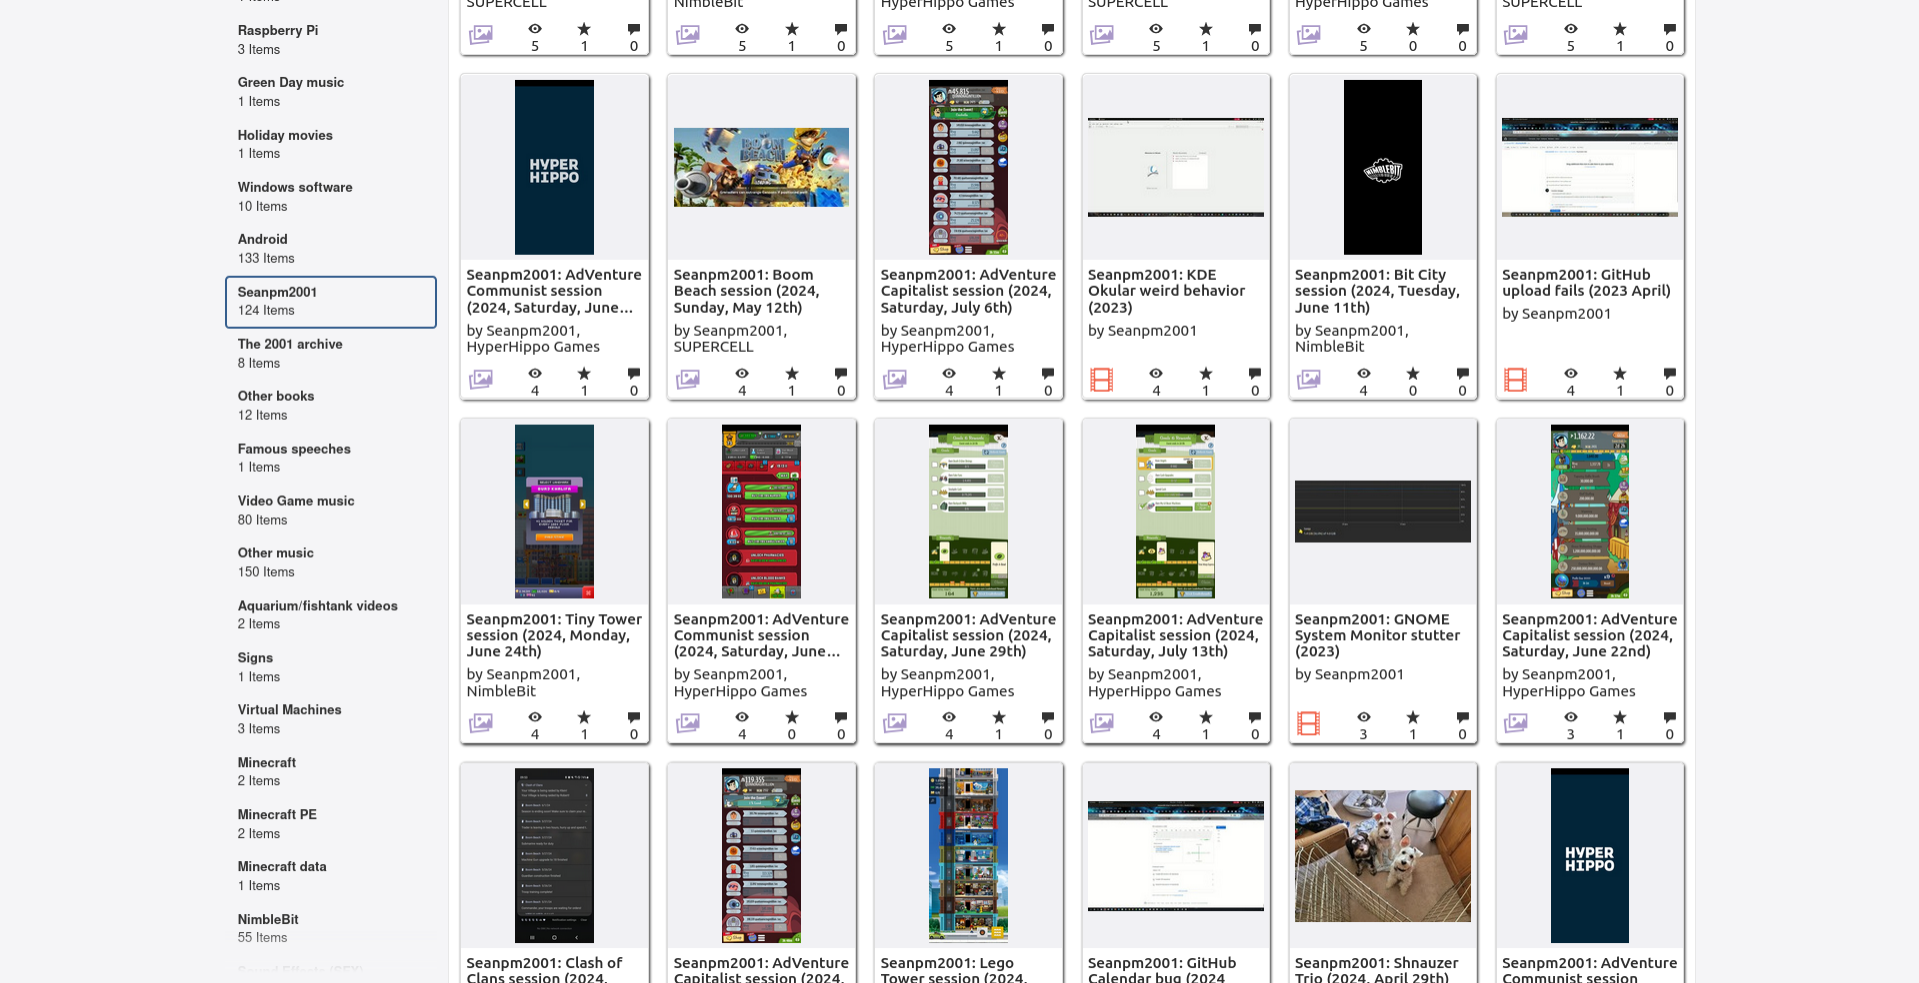 Raspberry Pi
3 Items
Green Day music
1 Items
Holiday movies
1 Items
Windows software
10 Items
Android
133 Items
Seanpm2001
124 Items
The 2001 archive
8 Items
Other books
12 Items
Famous speeches
1 Items
Video Game music
80 Items
Other music
150 Items
Aquarium/fishtank videos
2 Items
Signs
1 Items
Virtual Machines
3 Items
Minecraft
2 Items
Minecraft PE
2 Items
Minecraft data
1 Items
NimbleBit
55 Items
SUPERCELL
5 1 0
NimbleBit
5 1 0
HyperHippo Games
5 1 0
SUPERCELL
5 1 0
HyperHippo Games
5 0 0
SUPERCELL
5 1 0
HYPER
HIPPO
Seanpm2001: AdVenture
Communist session
(2024, Saturday, June...
by Seanpm2001,
HyperHippo Games
4 1 0
BOOM
BEACH
Seanpm2001: Boom
Beach session (2024,
Sunday, May 12th)
by Seanpm2001,
SUPERCELL
4 1 0
Seanpm2001: AdVenture
Capitalist session (2024,
Saturday, July 6th)
by Seanpm2001,
HyperHippo Games
4 1 0
Seanpm2001: KDE
Okular weird behavior
(2023)
by Seanpm2001
4 1 0
NIMBLEBIT
Seanpm2001: Bit City
session (2024, Tuesday,
June 11th)
by Seanpm2001,
NimbleBit
4 0 0
Seanpm2001: GitHub
upload fails (2023 April)
by Seanpm2001
4 1 0
Seanpm2001: Tiny Tower
session (2024, Monday,
June 24th)
by Seanpm2001,
NimbleBit
4 1 0
Seanpm2001: AdVenture
Communist session
(2024, Saturday, June...
by Seanpm2001,
HyperHippo Games
4 0 0
Seanpm2001: AdVenture
Capitalist session (2024,
Saturday, June 29th)
by Seanpm2001,
HyperHippo Games
4 1 0
Seanpm2001: AdVenture
Capitalist session (2024,
Saturday, July 13th)
by Seanpm2001,
HyperHippo Games
4 1 0
Seanpm2001: GNOME
System Monitor stutter
(2023)
by Seanpm2001
3 1 0
Seanpm2001: AdVenture
Capitalist session (2024,
Saturday, June 22nd)
by Seanpm2001,
HyperHippo Games
3 1 0
Seanpm2001: Clash of
Clans session (2024,
Seanpm2001: AdVenture
Capitalist session (2024,
Seanpm2001: Lego
Tower session (2024,
Seanpm2001: GitHub
Calendar bug (2024
Seanpm2001: Shnauzer
Trio (2024, April 29th)
HYPER
HIPPO
Seanpm2001: AdVenture
Communist session